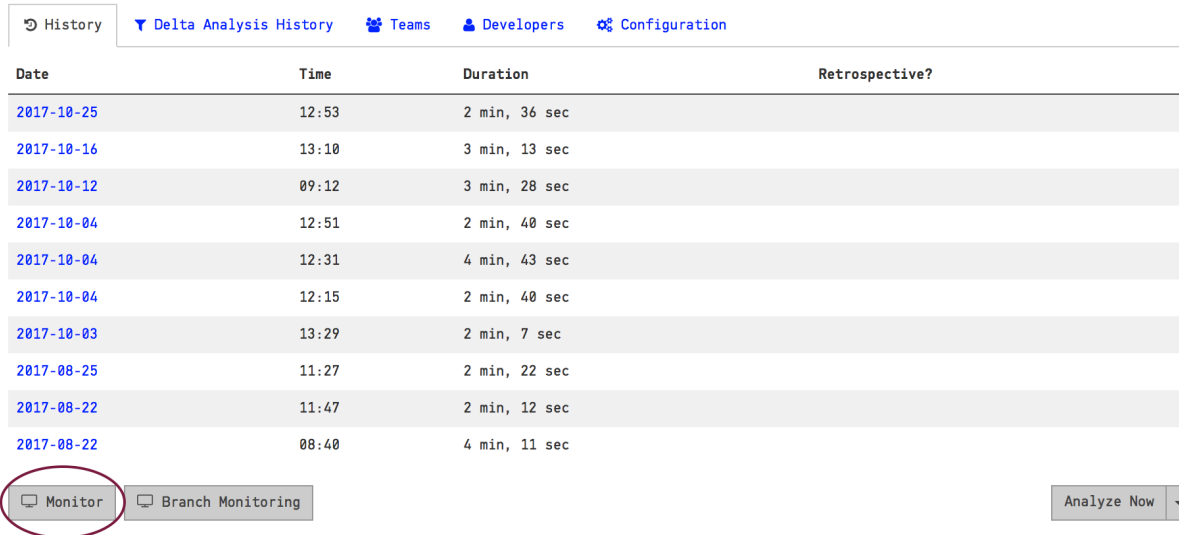 History Delta Analysis History Teams Developers Configuration
Date Time Duration Retrospective?
2017-10-25 12:53 2 min, 36 sec
2017-10-16 13:10 3 min, 13 sec
2017-10-12 09:12 3 min, 28 sec
2017-10-04 12:51 2 min, 40 sec
2017-10-04 12:31 4 min, 43 sec
2017-10-04 12:15 2 min, 40 sec
2017-10-03 13:29 2 min, 7 sec
2017-08-25 11:27 2 min, 22 sec
2017-08-22 11:47 2 min, 12 sec
2017-08-22 08:40 4 min, 11 sec
Monitor Branch Monitoring Analyze Now